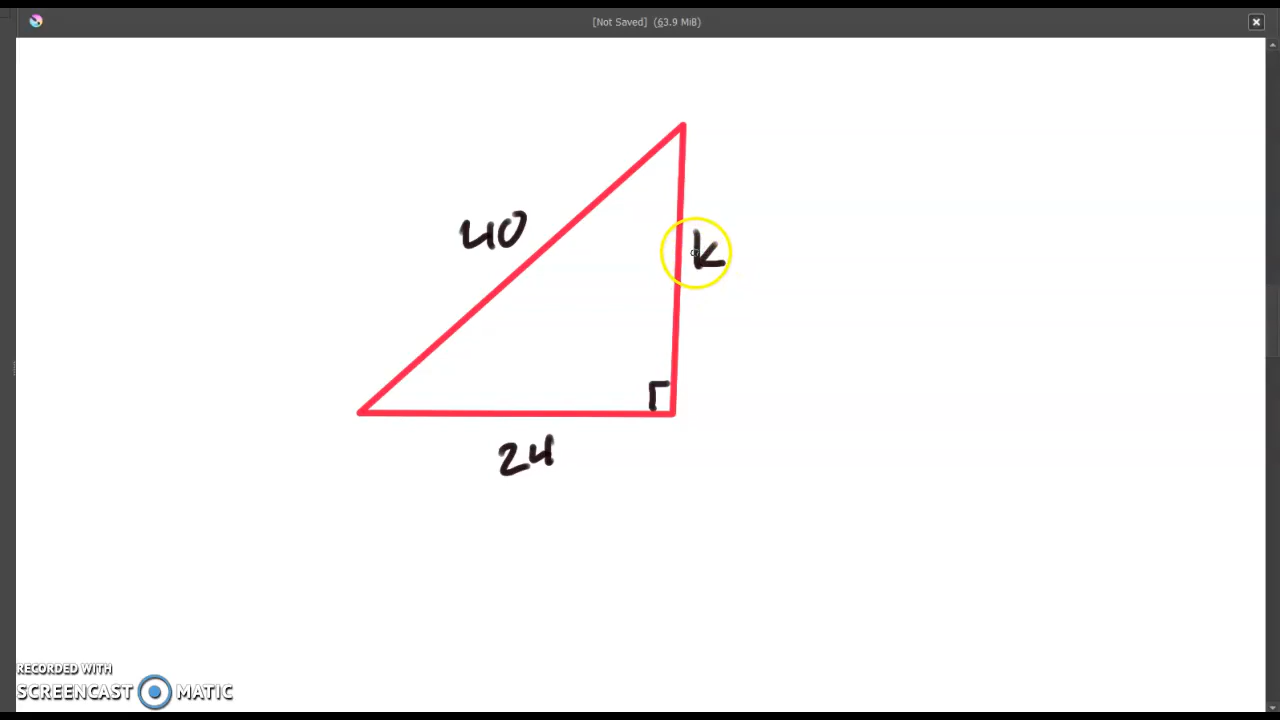 [Not Saved] (63.9 MiB)
40
k
24
RECORDED WITH
SCREENCAST MATIC